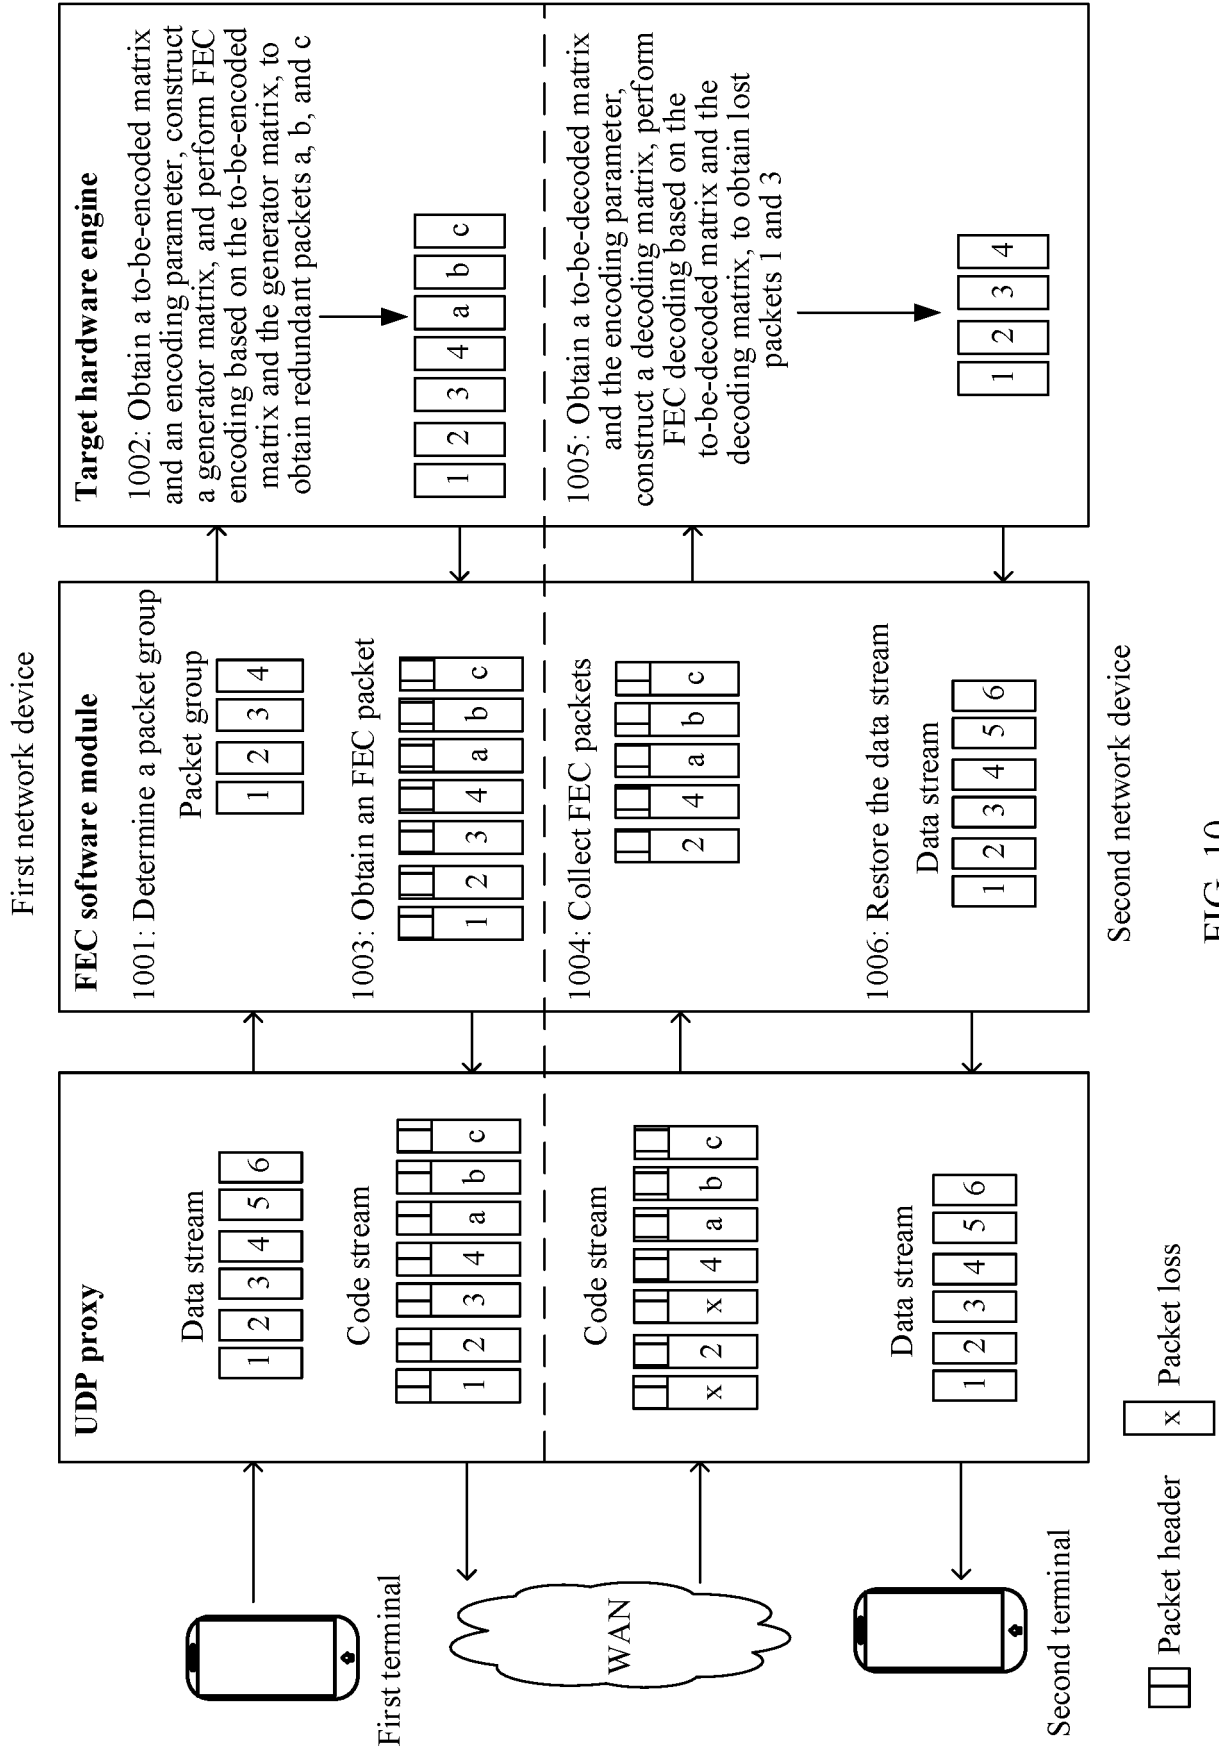 First network device
UDP proxy
FEC software module
Target hardware engine
Data stream
1 2 3 4 5 6
1001: Determine a packet group
Packet group
1 2 3 4
1002: Obtain a to-be-encoded matrix
and an encoding parameter, construct
a generator matrix, and perform FEC
encoding based on the to-be-encoded
matrix and the generator matrix, to
obtain redundant packets a, b, and c
1 2 3 4 a b c
First terminal
Code stream
1 2 3 4 a b c
1003: Obtain an FEC packet
1 2 3 4 a b c
WAN
Code stream
x 2 x 4 a b c
1004: Collect FEC packets
2 4 a b c
1005: Obtain a to-be-decoded matrix
and the encoding parameter,
construct a decoding matrix, perform
FEC decoding based on the
to-be-decoded matrix and the
decoding matrix, to obtain lost
packets 1 and 3
1 2 3 4
Data stream
1 2 3 4 5 6
1006: Restore the data stream
Data stream
1 2 3 4 5 6
Second terminal
Second network device
Packet header
x Packet loss
FIG. 10